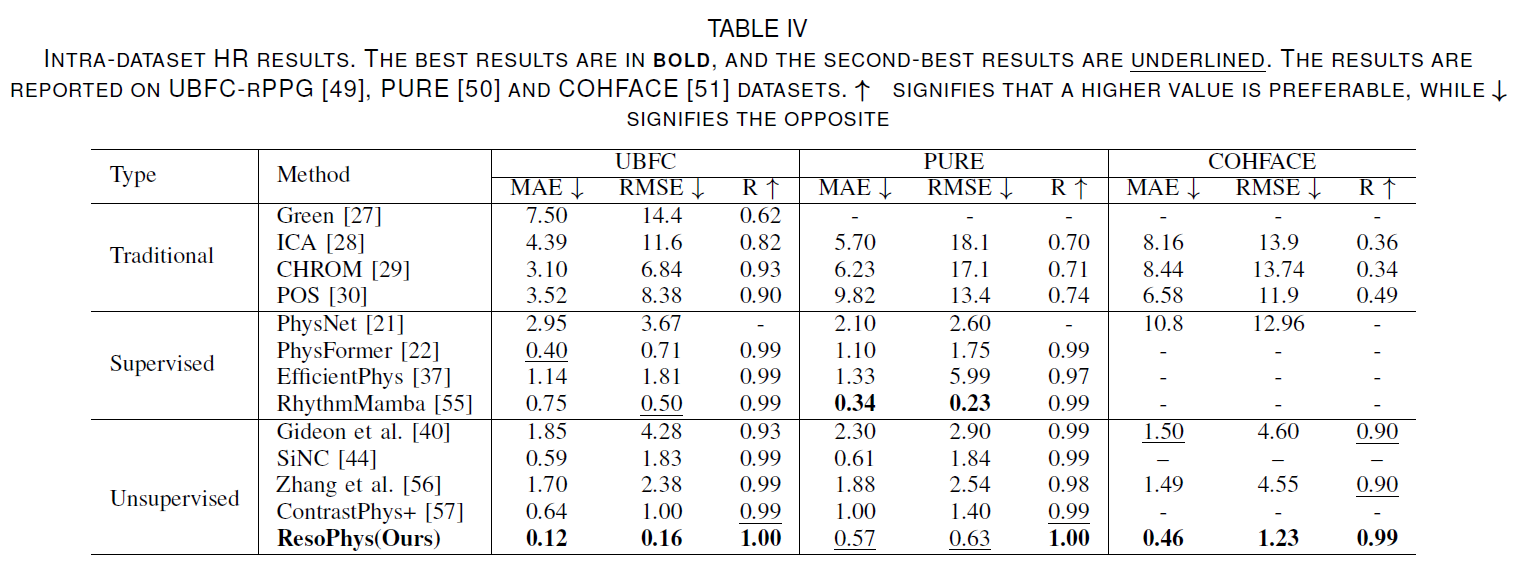 TABLE IV
INTRA-DATASET HR RESULTS. THE BEST RESULTS ARE IN BOLD, AND THE SECOND-BEST RESULTS ARE UNDERLINED. THE RESULTS ARE
REPORTED ON UBFC-RPPG [49], PURE [50] AND COHFACE [51] DATASETS. ↑ SIGNIFIES THAT A HIGHER VALUE IS PREFERABLE, WHILE ↓
SIGNIFIES THE OPPOSITE
Type Method UBFC PURE COHFACE
MAE ↓ RMSE ↓ R ↑ MAE ↓ RMSE ↓ R ↑ MAE ↓ RMSE ↓ R ↑
Traditional
Green [27] 7.50 14.4 0.62 - - - - - -
ICA [28] 4.39 11.6 0.82 5.70 18.1 0.70 8.16 13.9 0.36
CHROM [29] 3.10 6.84 0.93 6.23 17.1 0.71 8.44 13.74 0.34
POS [30] 3.52 8.38 0.90 9.82 13.4 0.74 6.58 11.9 0.49
Supervised
PhysNet [21] 2.95 3.67 - 2.10 2.60 - 10.8 12.96 -
PhysFormer [22] 0.40 0.71 0.99 1.10 1.75 0.99 - - -
EfficientPhys [37] 1.14 1.81 0.99 1.33 5.99 0.97 - - -
RhythmMamba [55] 0.75 0.50 0.99 0.34 0.23 0.99 - - -
Unsupervised
Gideon et al. [40] 1.85 4.28 0.93 2.30 2.90 0.99 1.50 4.60 0.90
SiNC [44] 0.59 1.83 0.99 0.61 1.84 0.99 – – –
Zhang et al. [56] 1.70 2.38 0.99 1.88 2.54 0.98 1.49 4.55 0.90
ContrastPhys+ [57] 0.64 1.00 0.99 1.00 1.40 0.99 - - -
ResoPhys(Ours) 0.12 0.16 1.00 0.57 0.63 1.00 0.46 1.23 0.99